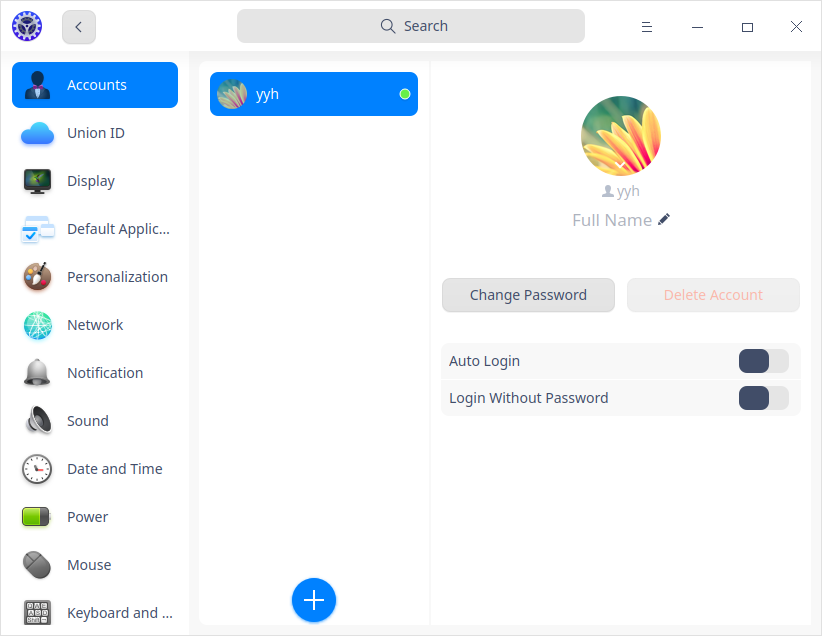 Search
Accounts
Union ID
Display
Default Applic...
Personalization
Network
Notification
Sound
Date and Time
Power
Mouse
Keyboard and ...
yyh
yyh
Full Name
Change Password
Delete Account
Auto Login
Login Without Password